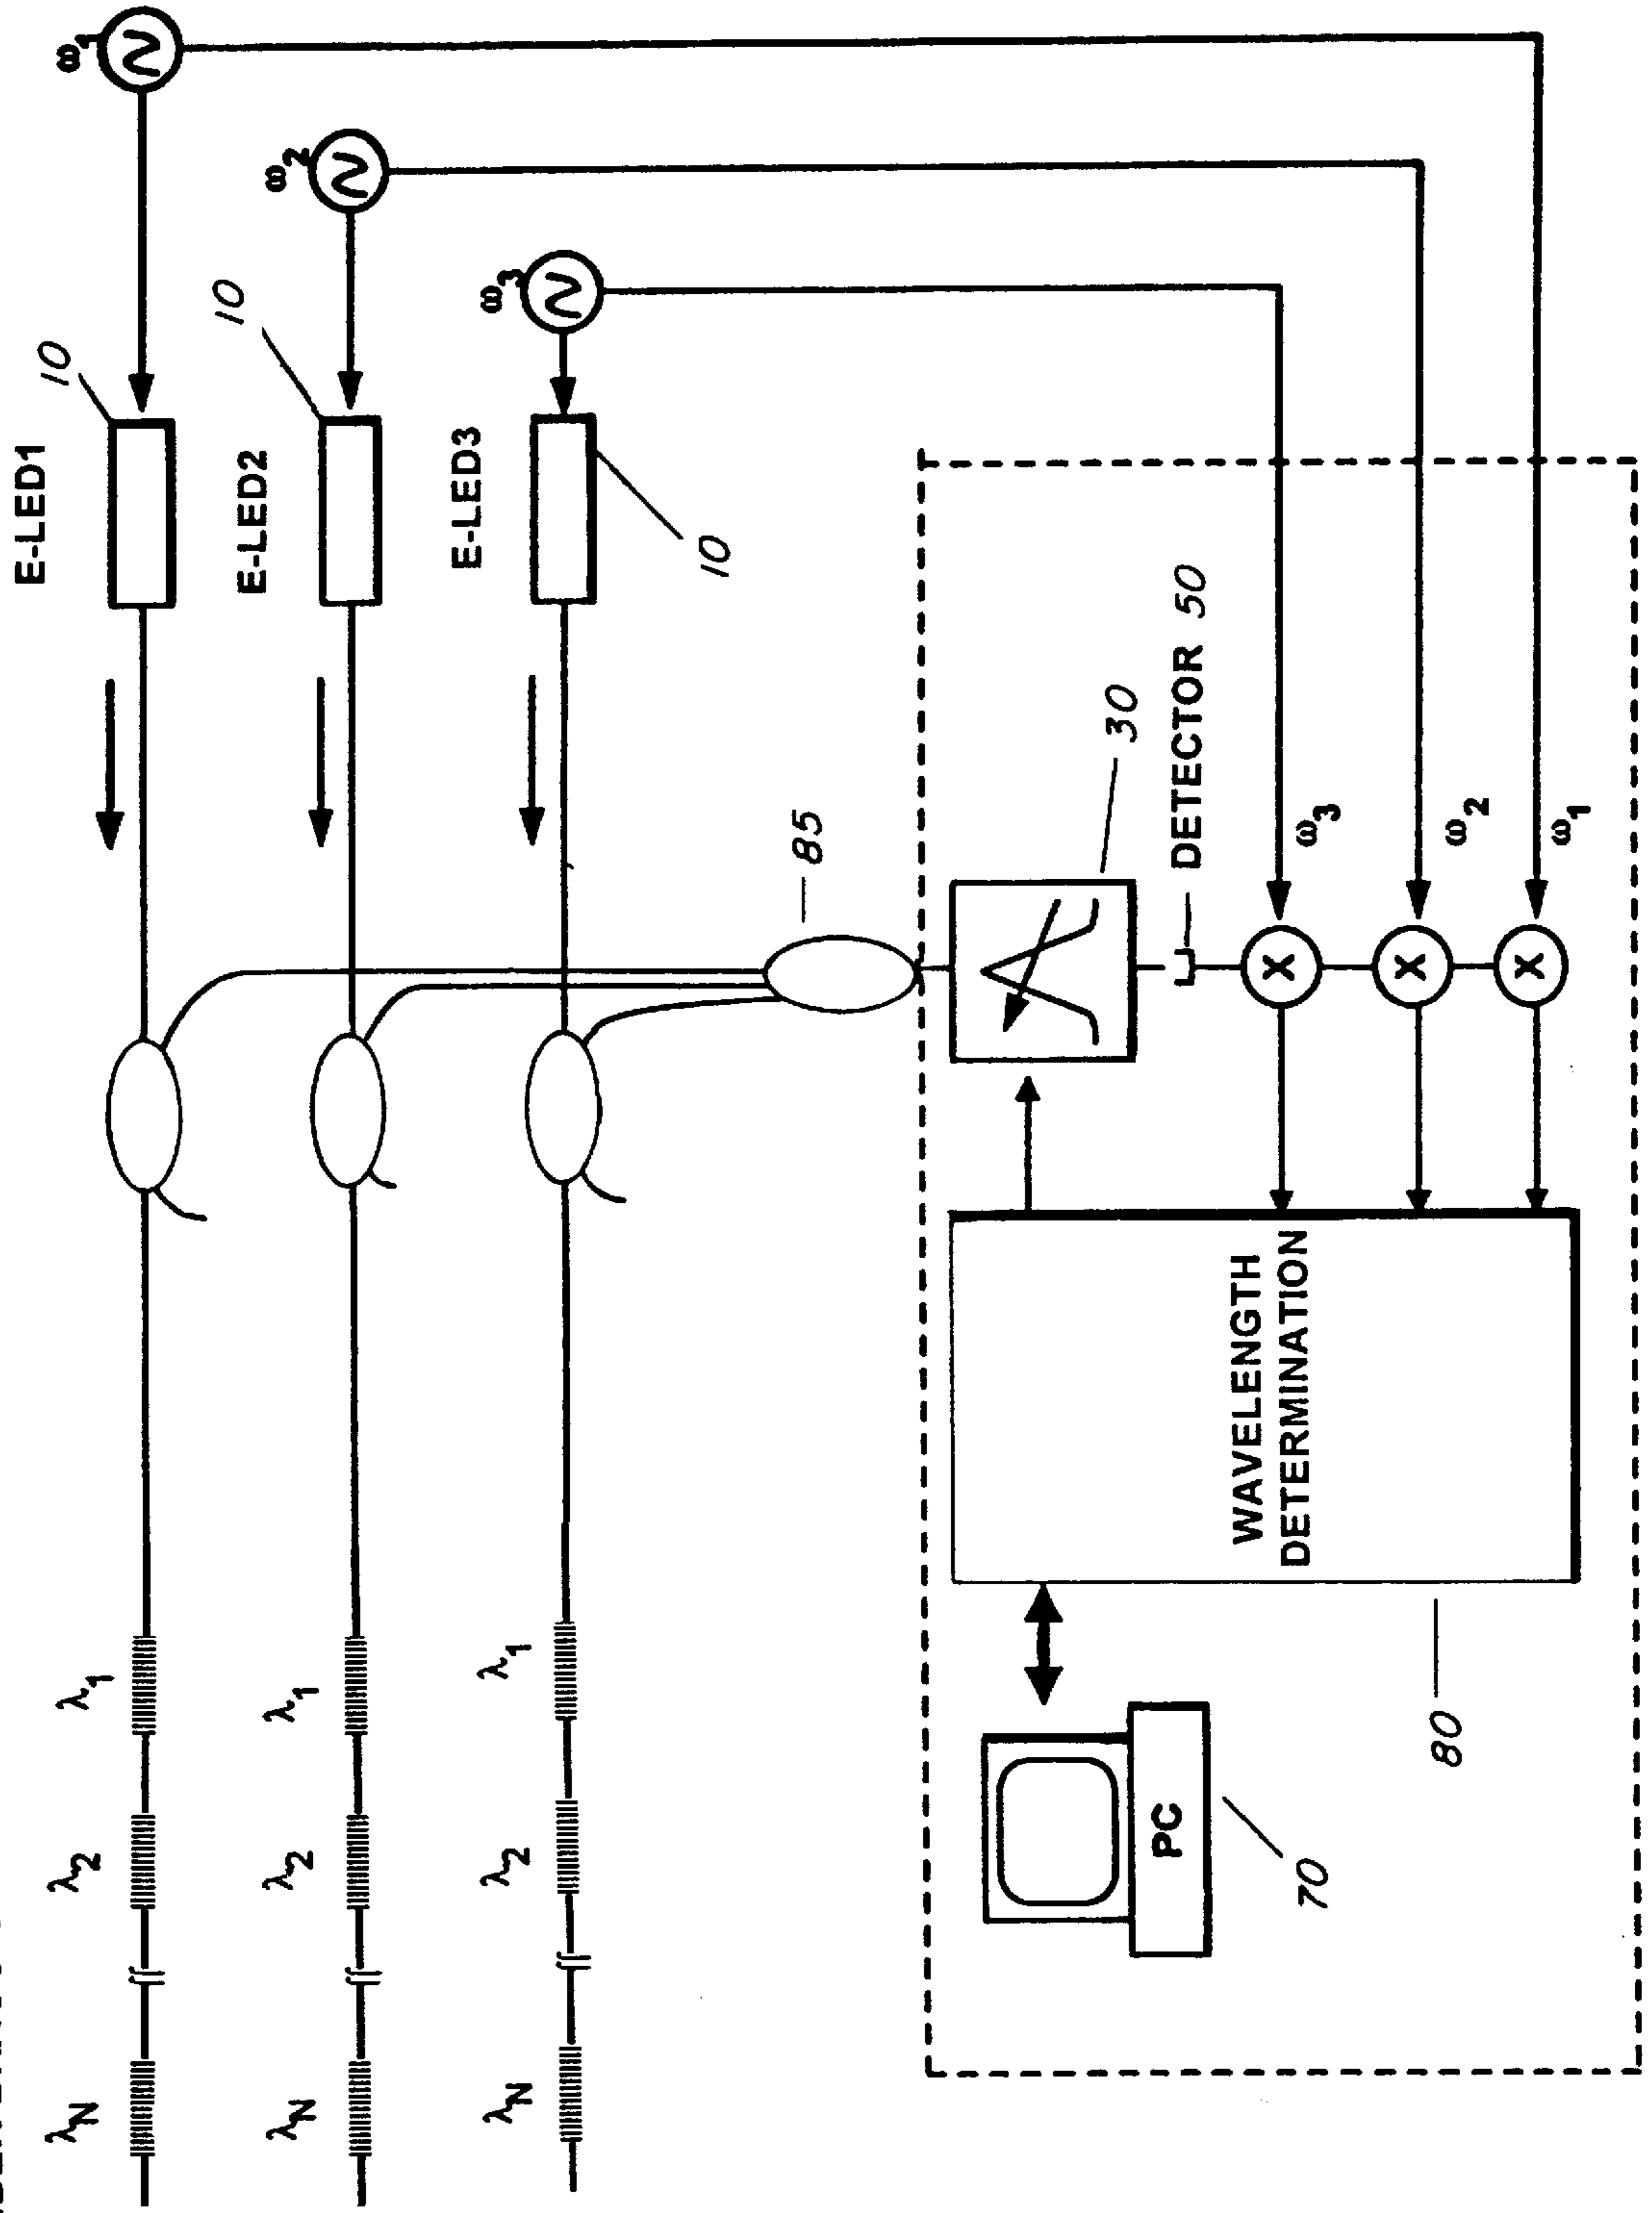 ω1
E-LED1
10
λ1
λ2
λN
ω2
E-LED2
10
λ1
λ2
λN
ω3
E-LED3
10
λ1
λ2
λN
85
30
DETECTOR 50
ω3
ω2
ω1
WAVELENGTH
DETERMINATION
80
PC
70